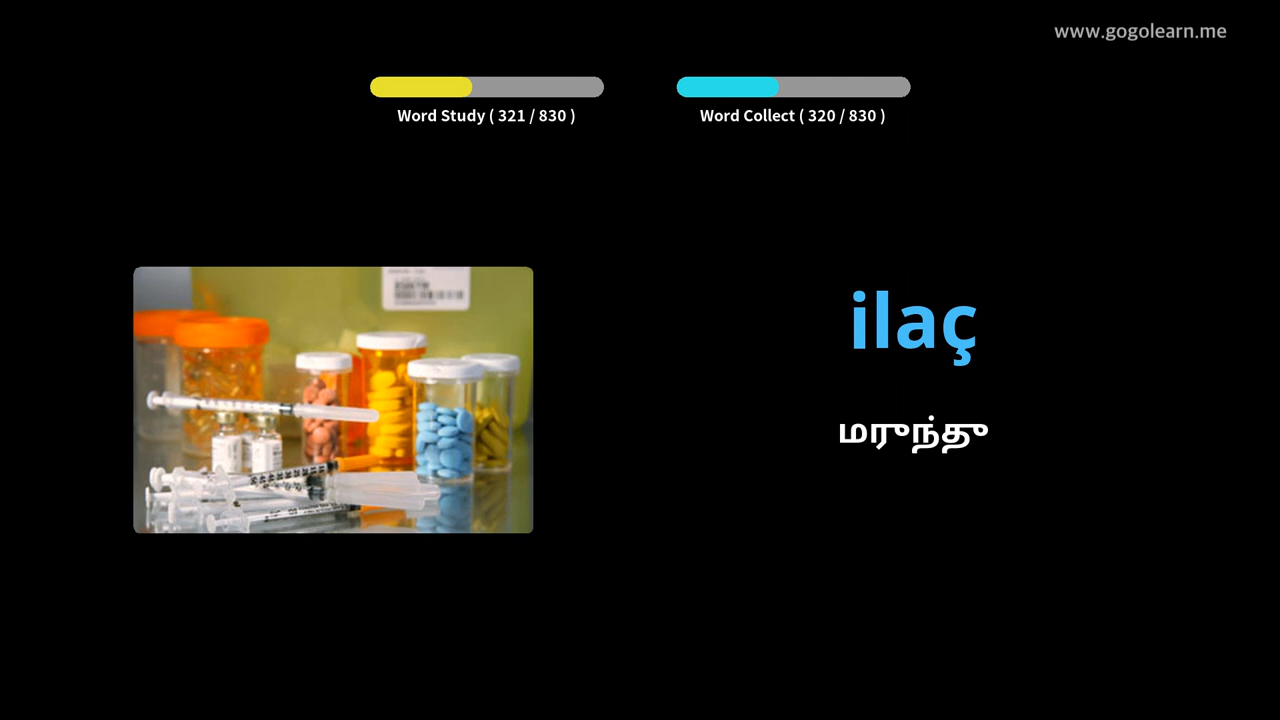 www.gogolearn.me
Word Study ( 321 / 830 )
Word Collect ( 320 / 830 )
ilaç
மருந்து